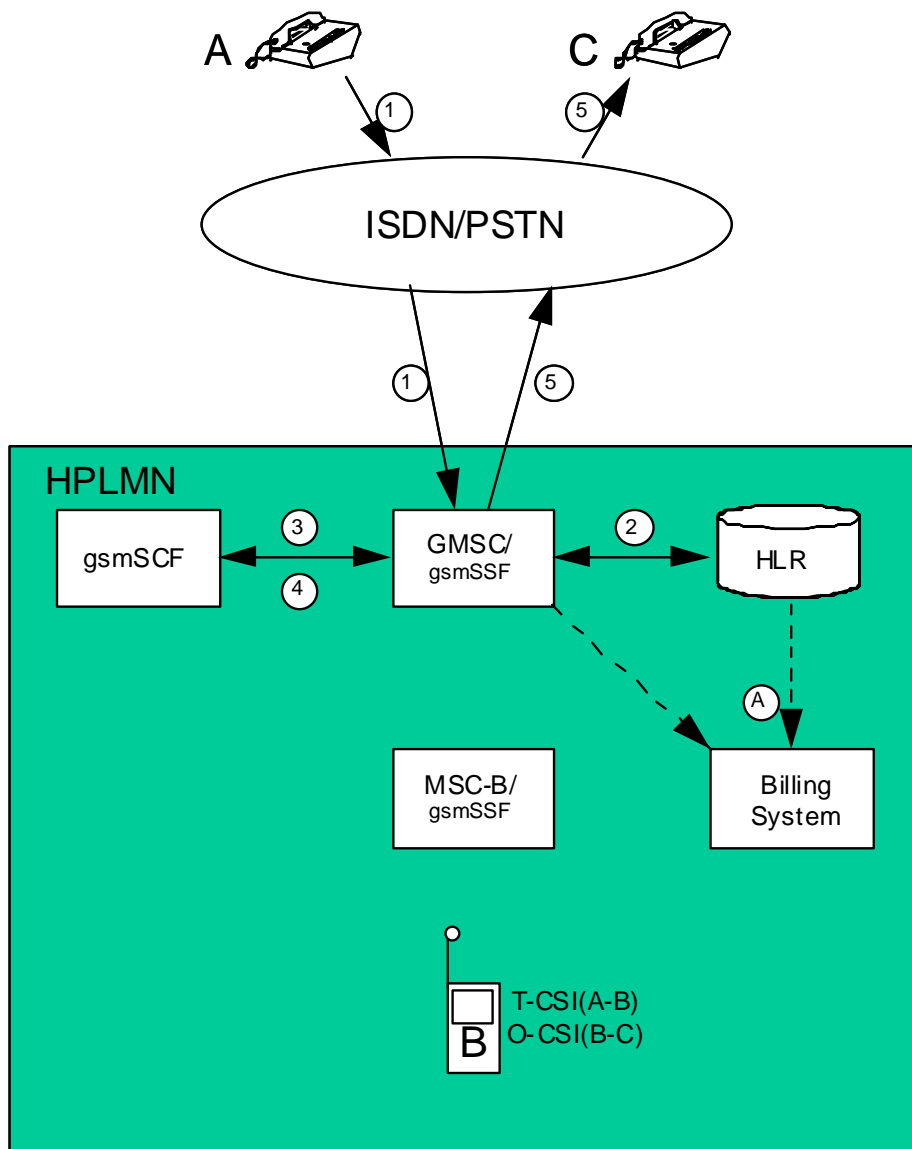 A
C
1
5
ISDN/PSTN
1
5
HPLMN
gsmSCF
3
4
GMSC/
gsmSSF
2
HLR
A
MSC-B/
gsmSSF
Billing
System
T-CSI(A-B)
O-CSI(B-C)
B